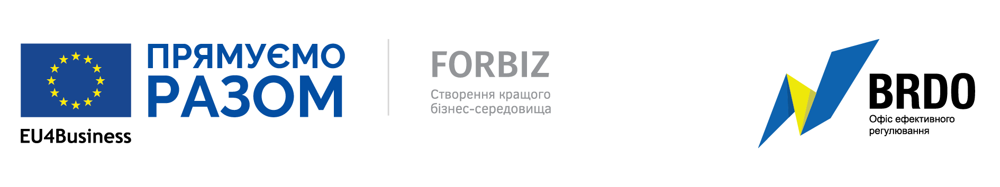 ПРЯМУЄМО
РАЗОМ
EU4Business
FORBIZ
Створення кращого
бізнес-середовища
BRDO
Офіс ефективного
регулювання